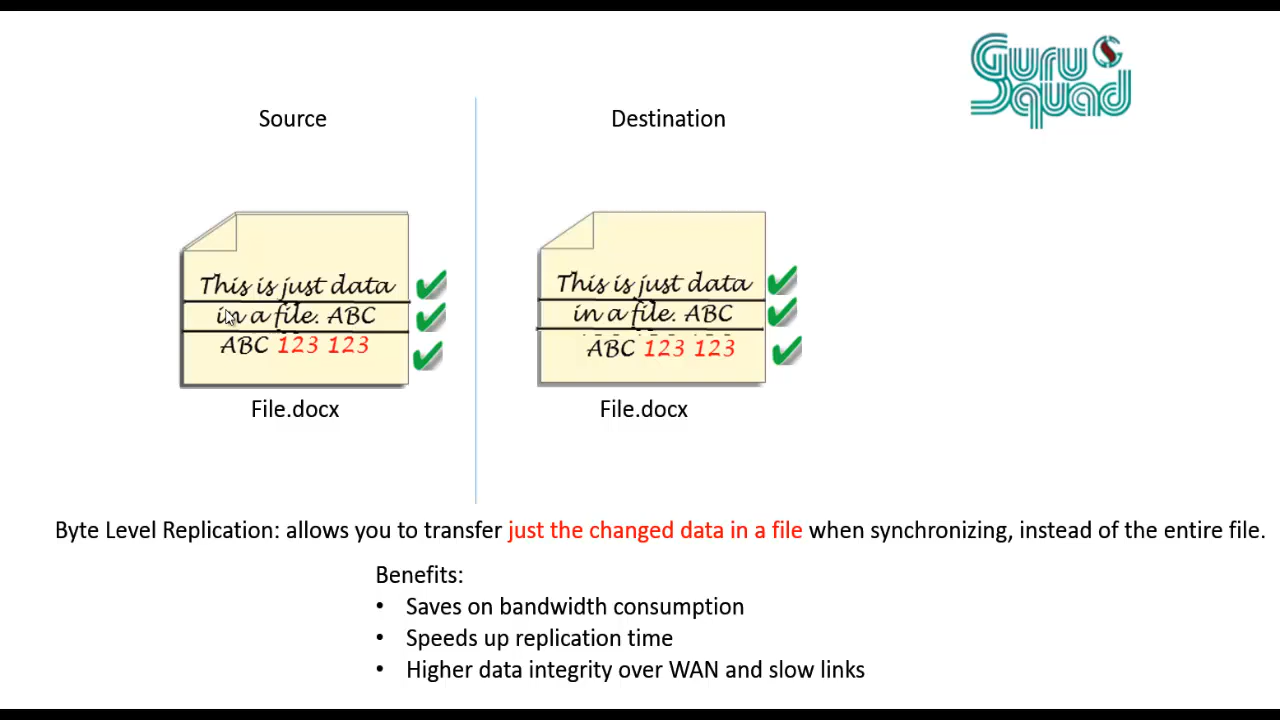 Guru
Squad
Source
Destination
This is just data
in a file. ABC
ABC 123 123
File.docx
This is just data
in a file. ABC
ABC 123 123
File.docx
Byte Level Replication: allows you to transfer just the changed data in a file when synchronizing, instead of the entire file.
Benefits:
• Saves on bandwidth consumption
• Speeds up replication time
• Higher data integrity over WAN and slow links